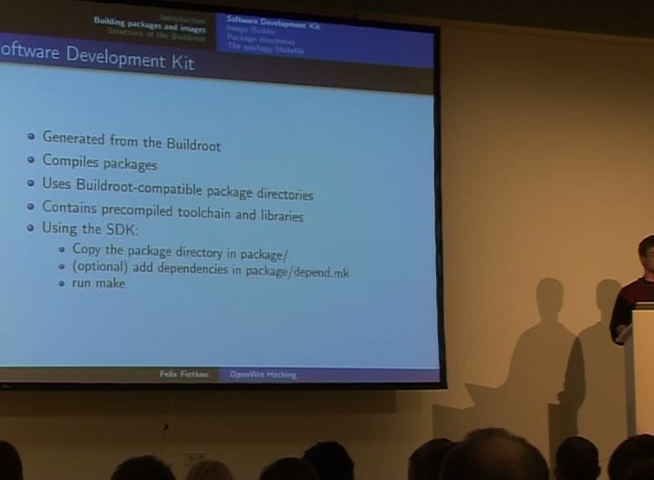 Introduction
Building packages and images
Structure of the Buildroot
Software Development Kit
Image Builder
Package directories
The package Makefile
oftware Development Kit
Generated from the Buildroot
Compiles packages
Uses Buildroot-compatible package directories
Contains precompiled toolchain and libraries
Using the SDK:
Copy the package directory in package/
(optional) add dependencies in package/depend.mk
run make
Felix Fietkau
OpenWrt Hacking